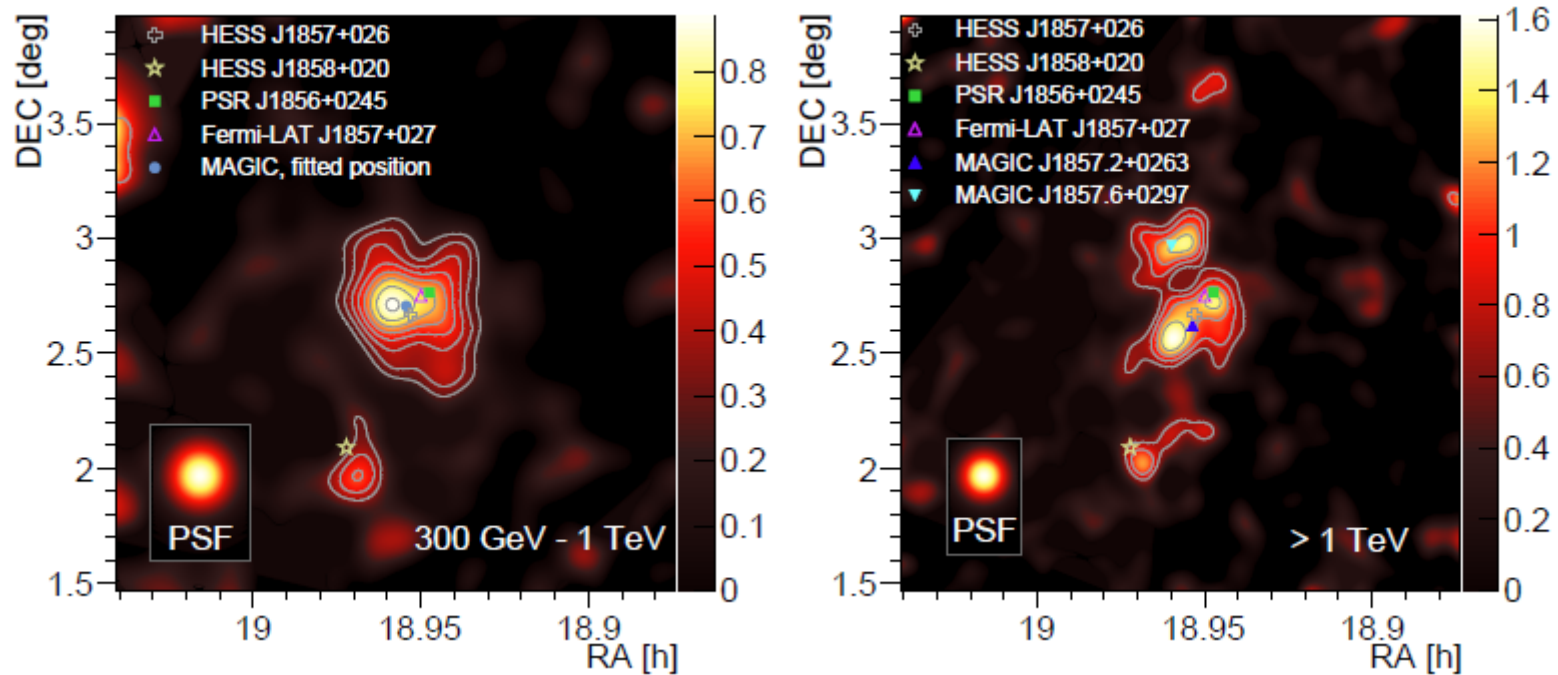 HESS J1857+026
HESS J1858+020
PSR J1856+0245
Fermi-LAT J1857+027
MAGIC, fitted position
DEC [deg]
3.5
3
2.5
2
1.5
PSF
300 GeV - 1 TeV
19
18.95
18.9
RA [h]
0.8
0.7
0.6
0.5
0.4
0.3
0.2
0.1
0
HESS J1857+026
HESS J1858+020
PSR J1856+0245
Fermi-LAT J1857+027
MAGIC J1857.2+0263
MAGIC J1857.6+0297
DEC [deg]
3.5
3
2.5
2
1.5
PSF
> 1 TeV
19
18.95
18.9
RA [h]
1.6
1.4
1.2
1
0.8
0.6
0.4
0.2
0